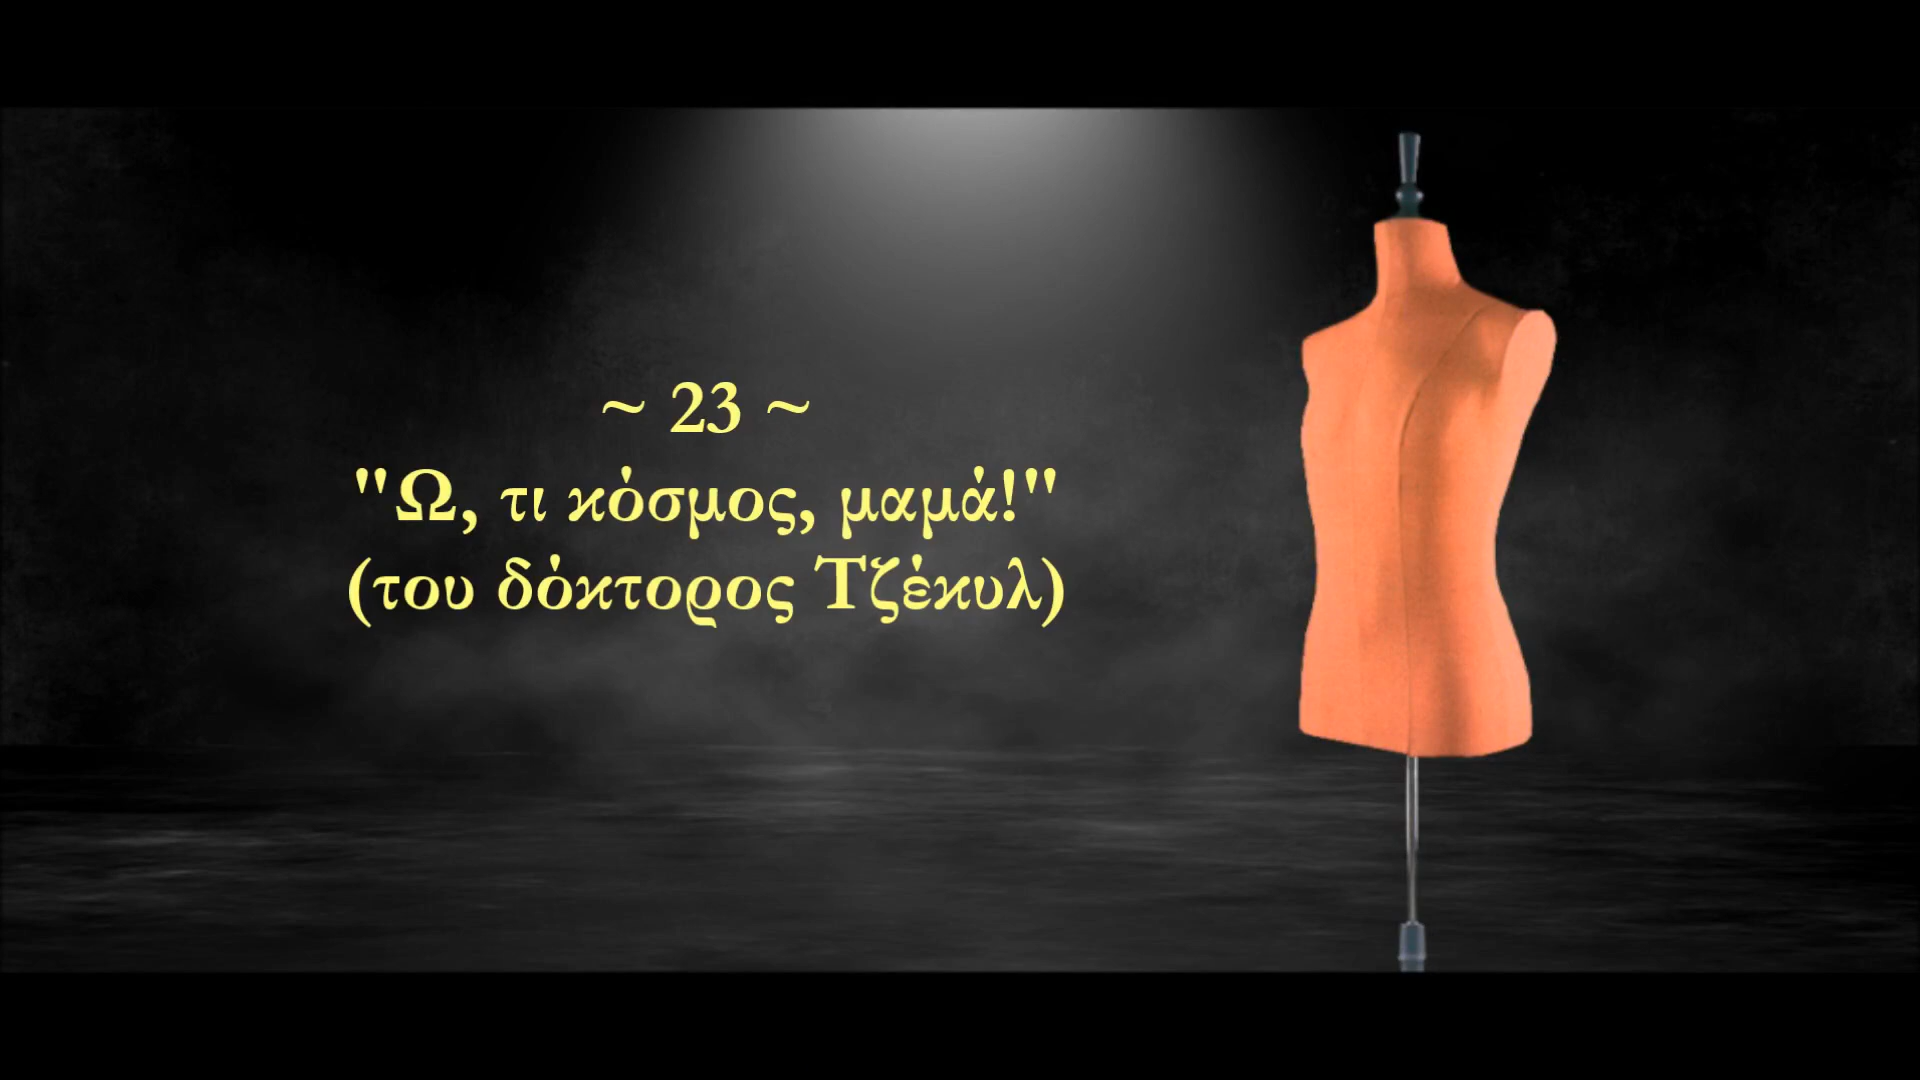 ~ 23 ~
"Ω, τι κόσμος, μαμά!"
(του δόκτορος Τζέκυλ)